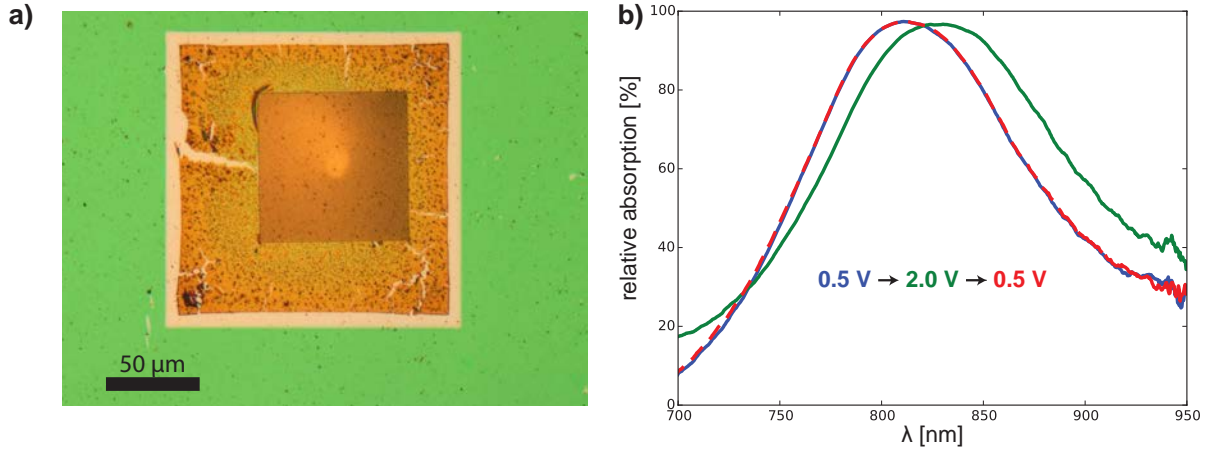 a)
50 µm
b)
relative absorption [%]
100
80
60
40
20
0
0.5 V → 2.0 V → 0.5 V
700
750
800
850
900
950
λ [nm]